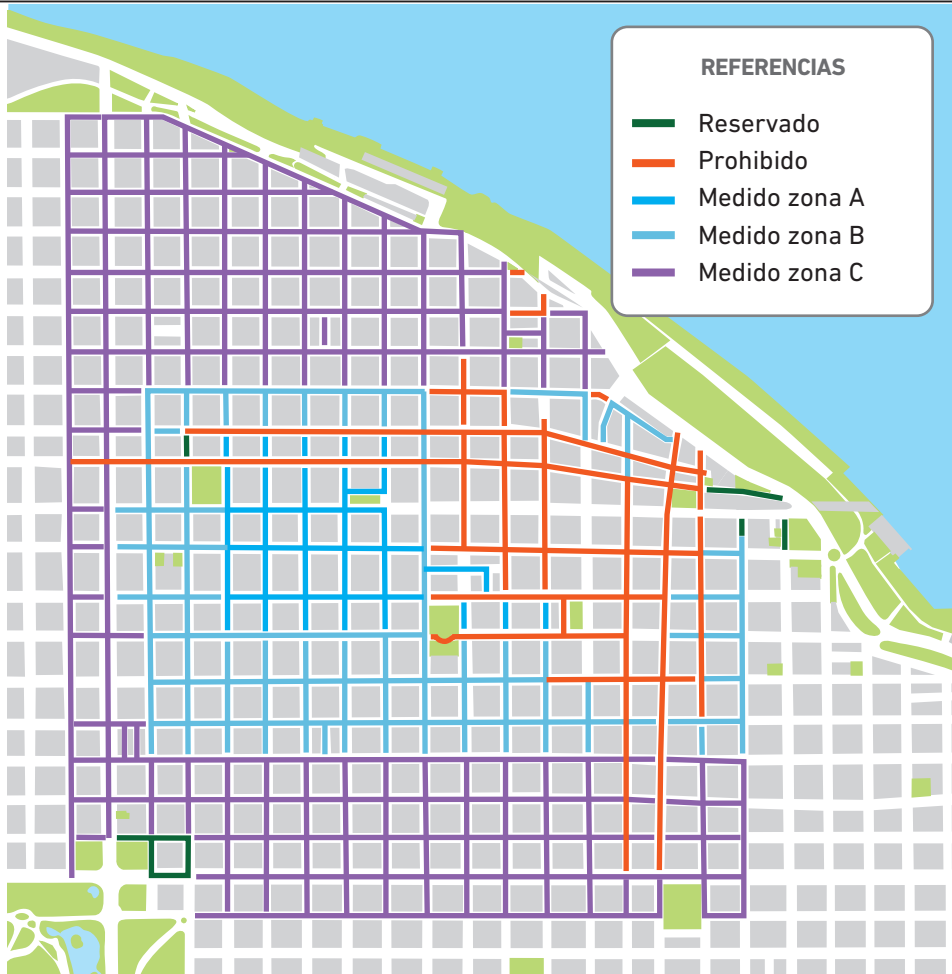 REFERENCIAS
Reservado
Prohibido
Medido zona A
Medido zona B
Medido zona C